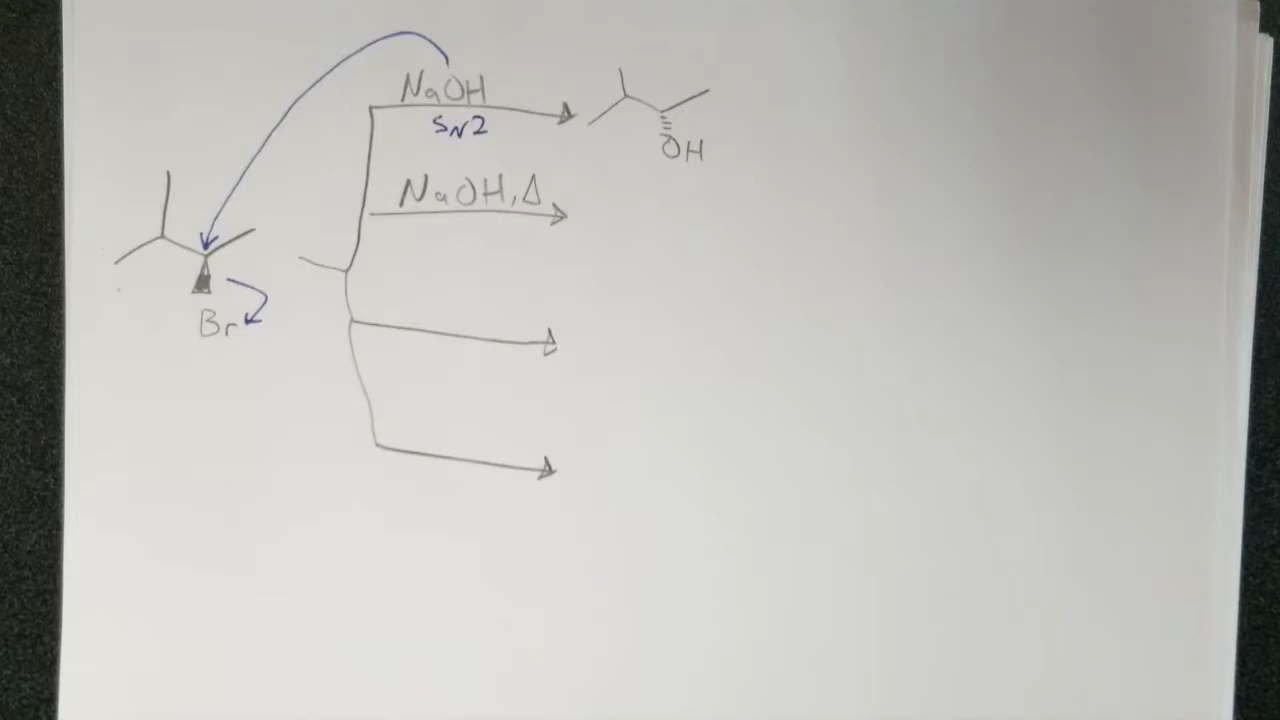 NaOH
SN2
OH
NaOH, Δ
Br